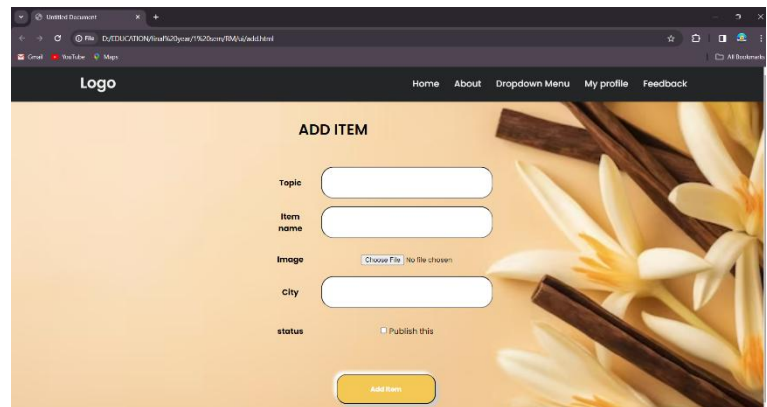 Untitled Document
File D:/EDUCATION/final%20year/1%20sem/RM/ui/add.html
Gmail YouTube Maps All Bookmarks
Logo Home About Dropdown Menu My profile Feedback
ADD ITEM
Topic
Item
name
Image Choose File No file chosen
City
status Publish this
Add Item